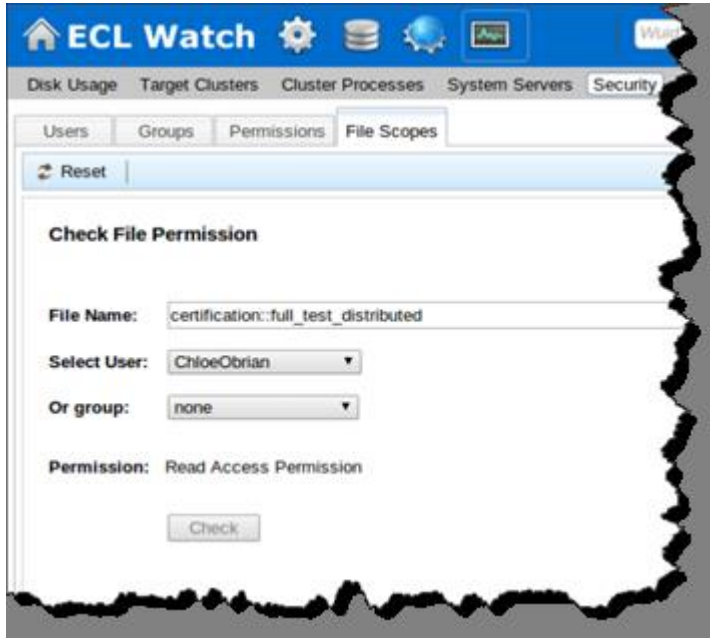 ECL Watch
Disk Usage Target Clusters Cluster Processes System Servers Security
Users Groups Permissions File Scopes
Reset
Check File Permission
File Name: certification::full_test_distributed
Select User: ChloeObrian
Or group: none
Permission: Read Access Permission
Check